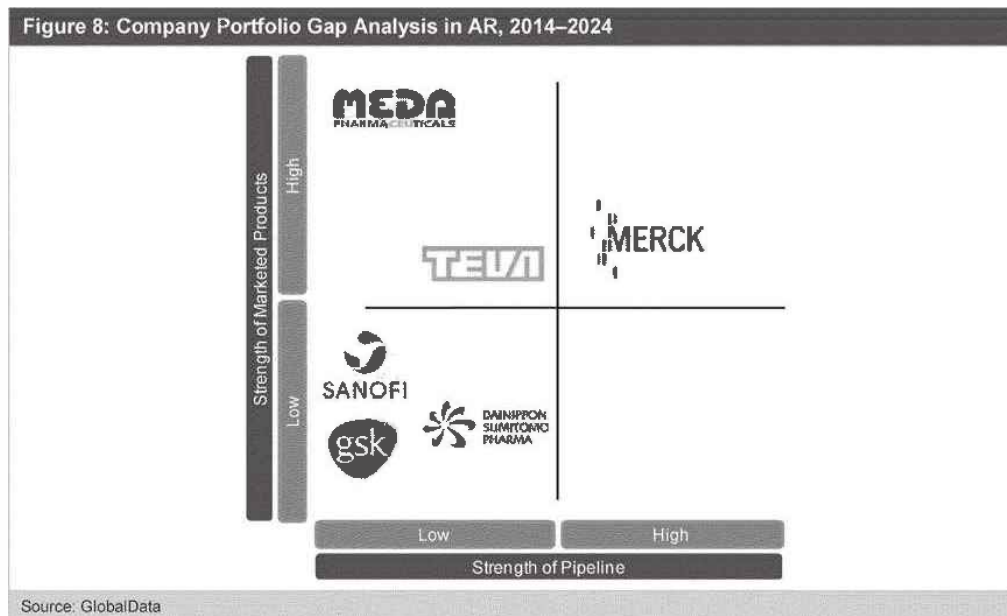 Figure 8: Company Portfolio Gap Analysis in AR, 2014–2024
Strength of Marketed Products
High
Low
MEDA
PHARMACEUTICALS
TEVA
MERCK
SANOFI
gsk
DAINIPPON
SUMITOMO
PHARMA
Low
High
Strength of Pipeline
Source: GlobalData